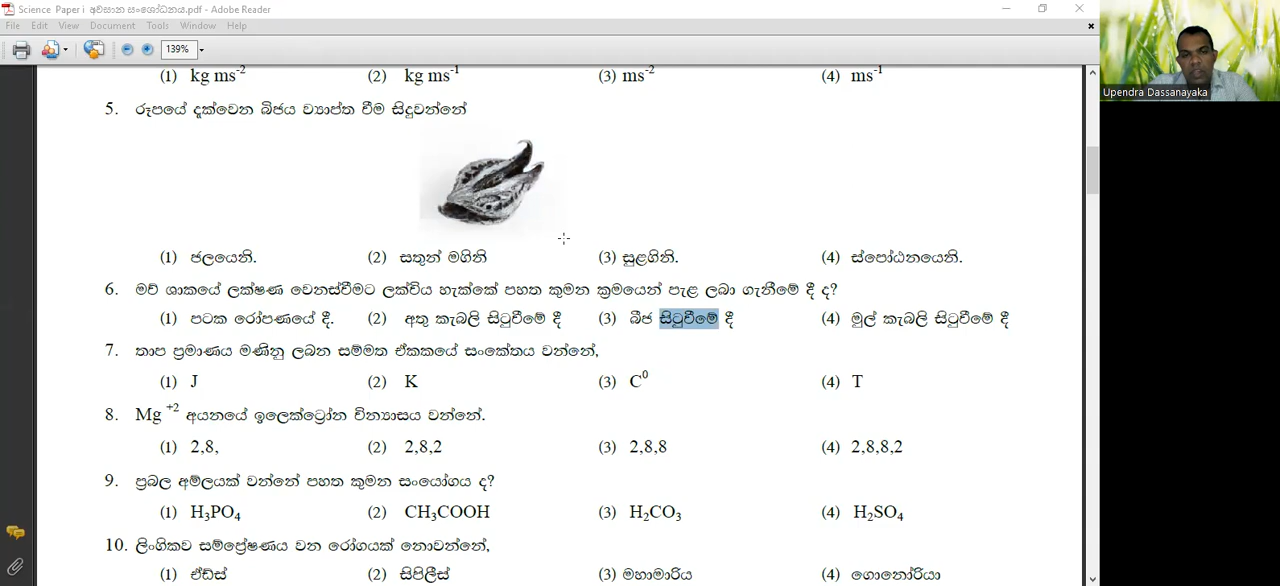 Science Paper i අවසාන සංශෝධනය.pdf - Adobe Reader
File Edit View Document Tools Window Help
139%
Upendra Dassanayaka
(1) kg ms⁻² (2) kg ms⁻¹ (3) ms⁻² (4) ms⁻¹
5. රූපයේ දැක්වෙන බීජය ව්‍යාප්ත වීම සිදුවන්නේ
(1) ජලයෙනි. (2) සතුන් මගිනි (3) සුළගිනි. (4) ස්පෝඨනයෙනි.
6. මව් ශාකයේ ලක්ෂණ වෙනස්වීමට ලක්විය හැක්කේ පහත කුමන ක්‍රමයෙන් පැළ ලබා ගැනීමේ දී ද?
(1) පටක රෝපණයේ දී. (2) අතු කැබලි සිටුවීමේ දී (3) බීජ සිටුවීමේ දී (4) මුල් කැබලි සිටුවීමේ දී
7. තාප ප්‍රමාණය මණිනු ලබන සම්මත ඒකකයේ සංකේතය වන්නේ,
(1) J (2) K (3) C⁰ (4) T
8. Mg ⁺² අයනයේ ඉලෙක්ට්‍රෝන වින්‍යාසය වන්නේ.
(1) 2,8, (2) 2,8,2 (3) 2,8,8 (4) 2,8,8,2
9. ප්‍රබල අම්ලයක් වන්නේ පහත කුමන සංයෝගය ද?
(1) H₃PO₄ (2) CH₃COOH (3) H₂CO₃ (4) H₂SO₄
10. ලිංගිකව සම්ප්‍රේෂණය වන රෝගයක් නොවන්නේ,
(1) ඒඩ්ස් (2) සිපිලිස් (3) මහාමාරිය (4) ගොනෝරියා